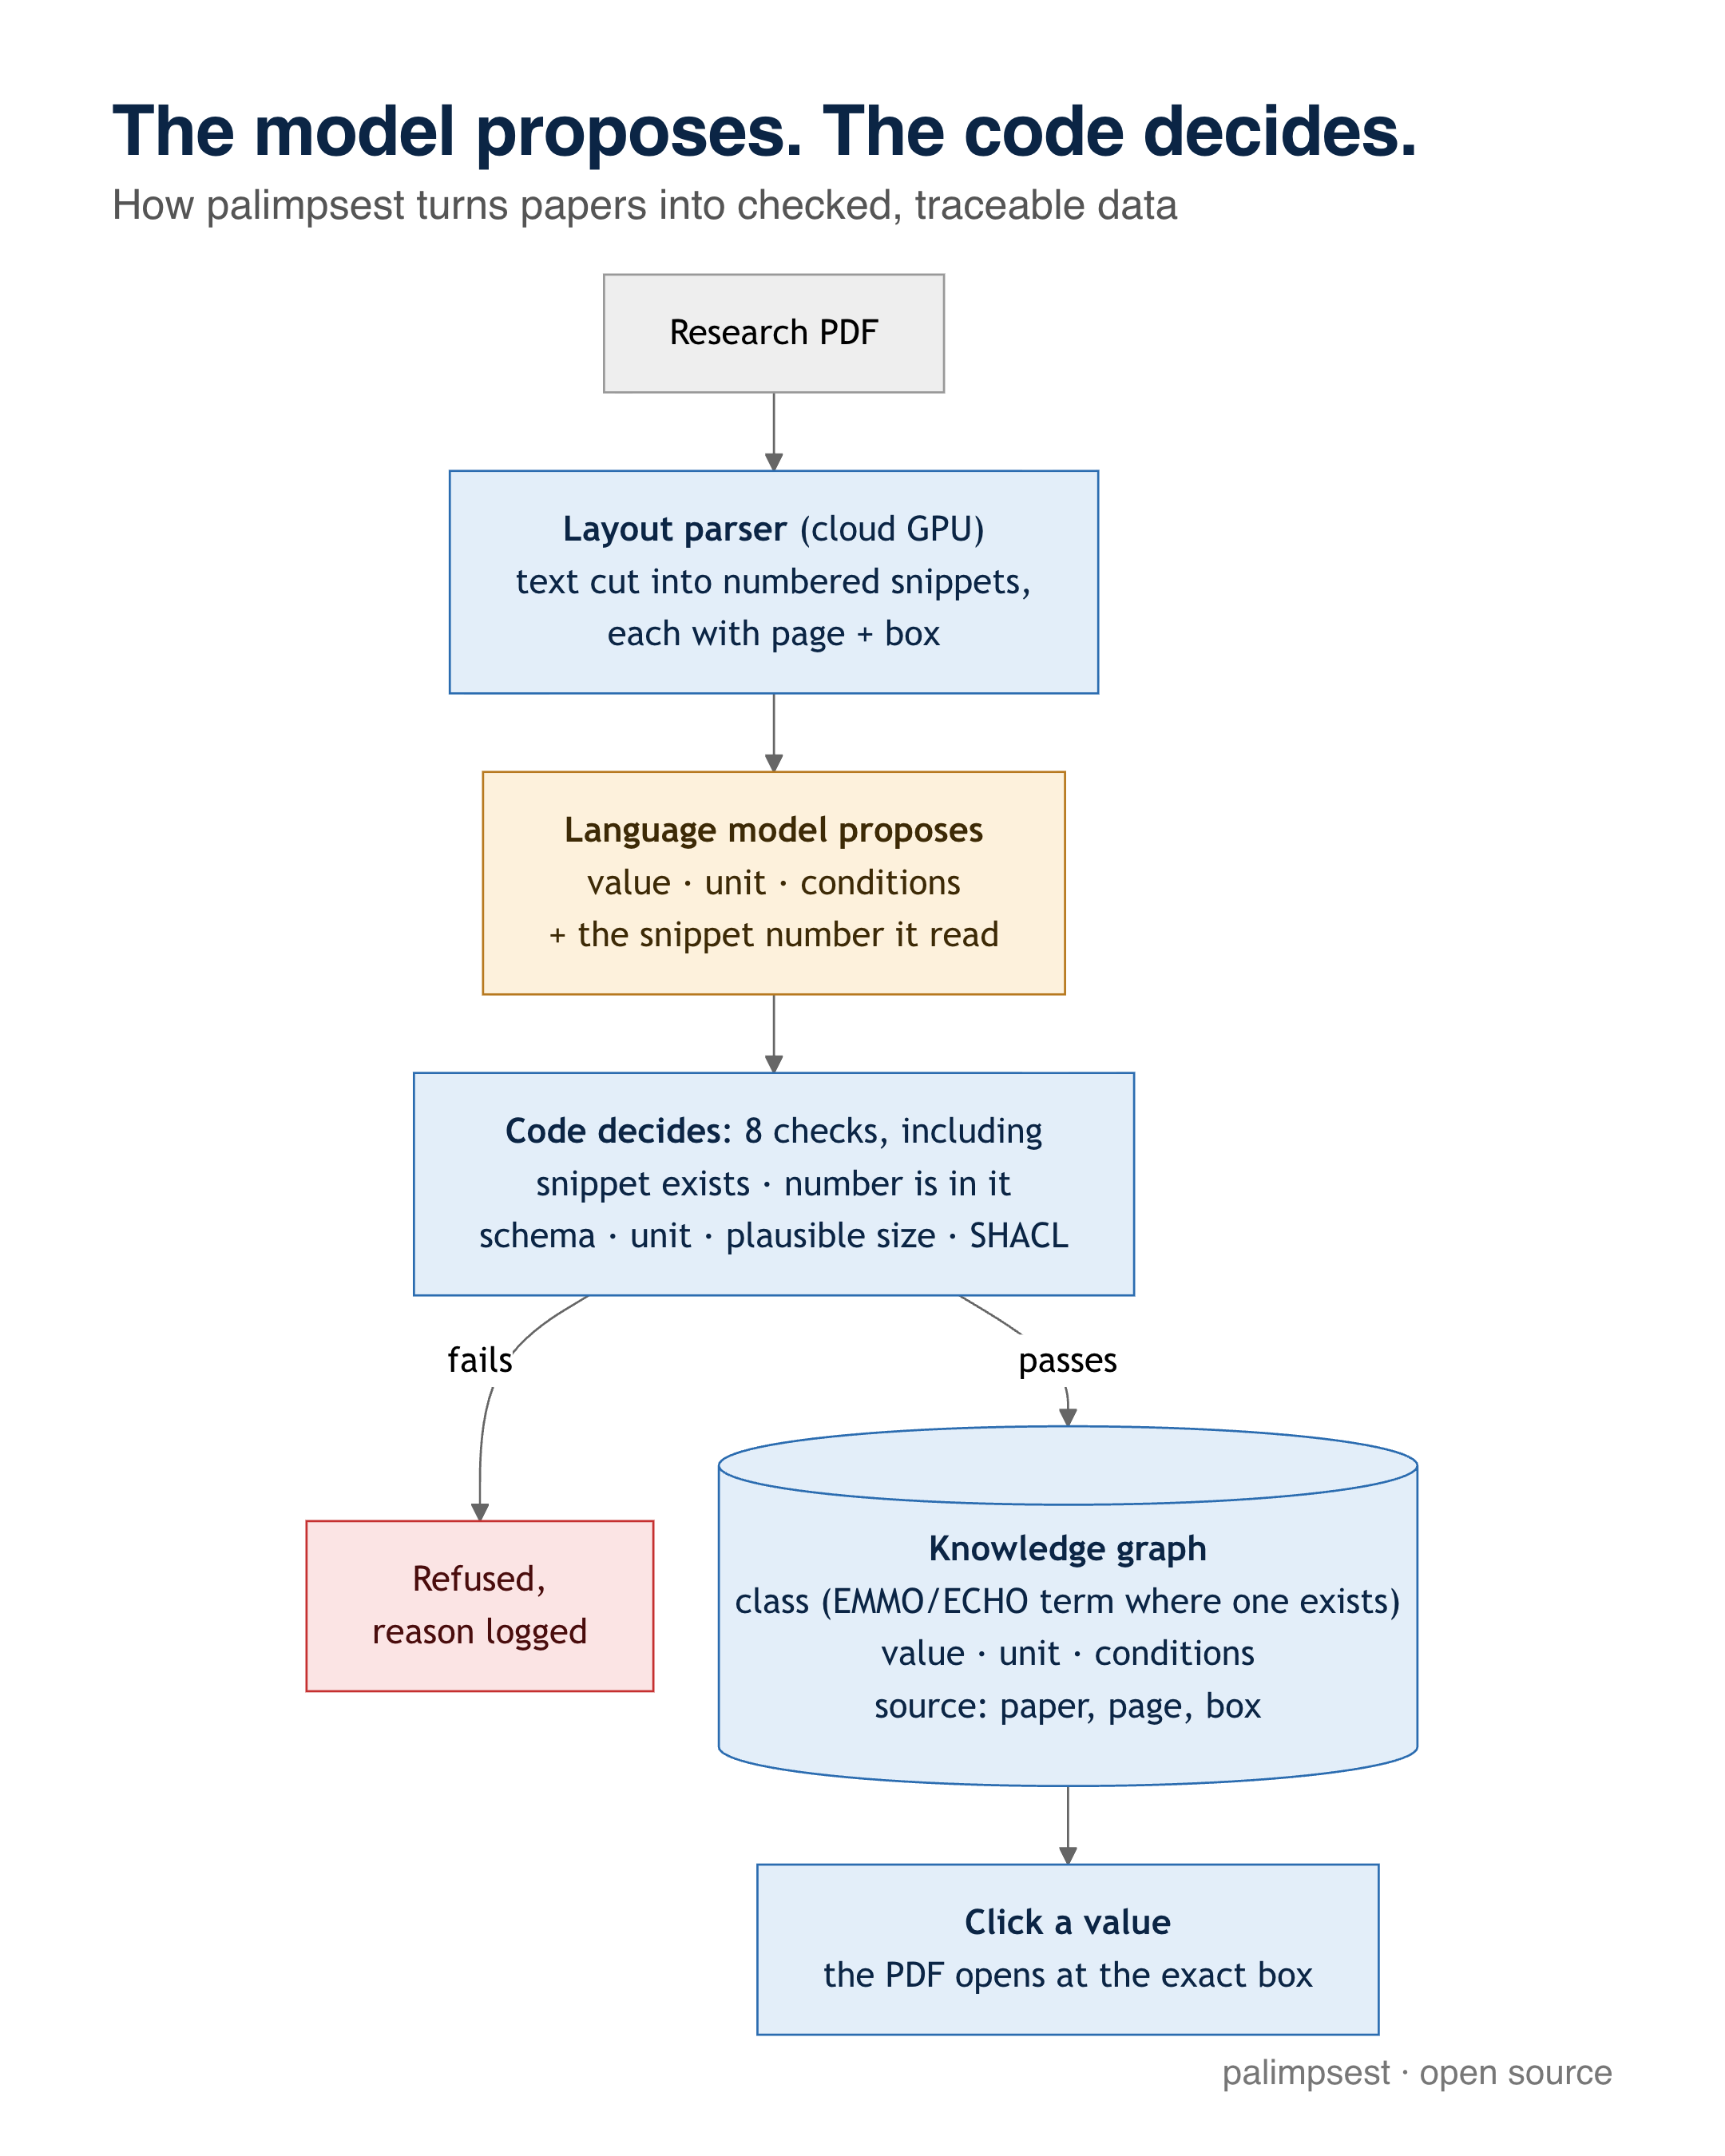 The model proposes. The code decides.
How palimpsest turns papers into checked, traceable data
Research PDF
Layout parser (cloud GPU)
text cut into numbered snippets,
each with page + box
Language model proposes
value · unit · conditions
+ the snippet number it read
Code decides: 8 checks, including
snippet exists · number is in it
schema · unit · plausible size · SHACL
fails
passes
Refused,
reason logged
Knowledge graph
class (EMMO/ECHO term where one exists)
value · unit · conditions
source: paper, page, box
Click a value
the PDF opens at the exact box
palimpsest · open source